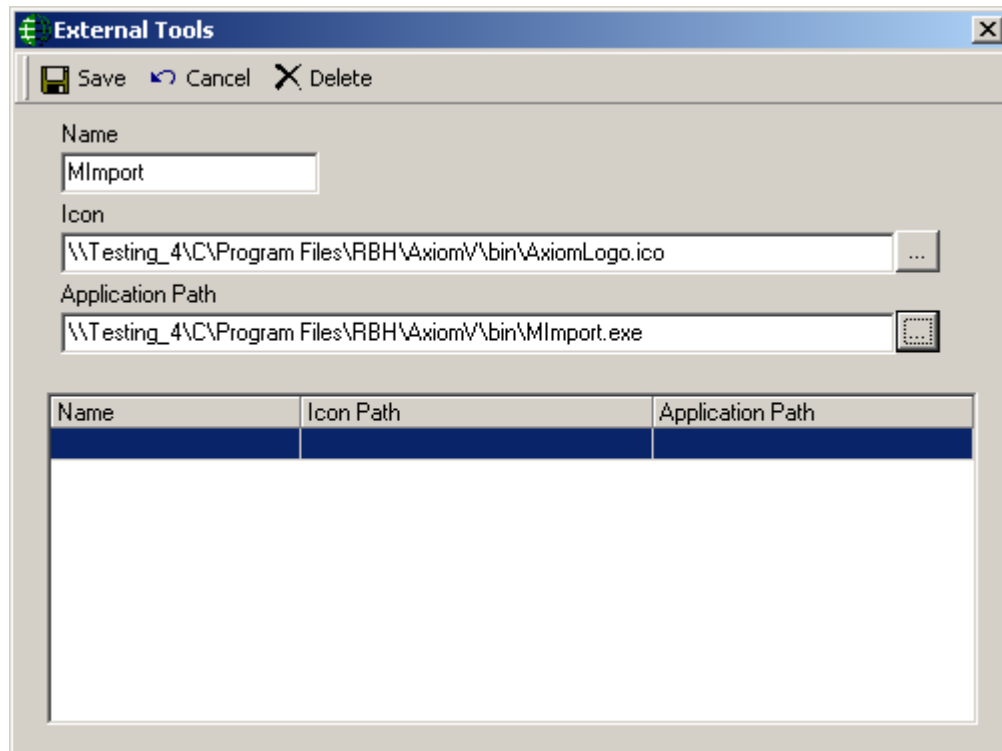 External Tools
Save Cancel Delete
Name
MImport
Icon
\\Testing_4\C\Program Files\RBH\AxiomV\bin\AxiomLogo.ico ...
Application Path
\\Testing_4\C\Program Files\RBH\AxiomV\bin\MImport.exe ...
Name Icon Path Application Path